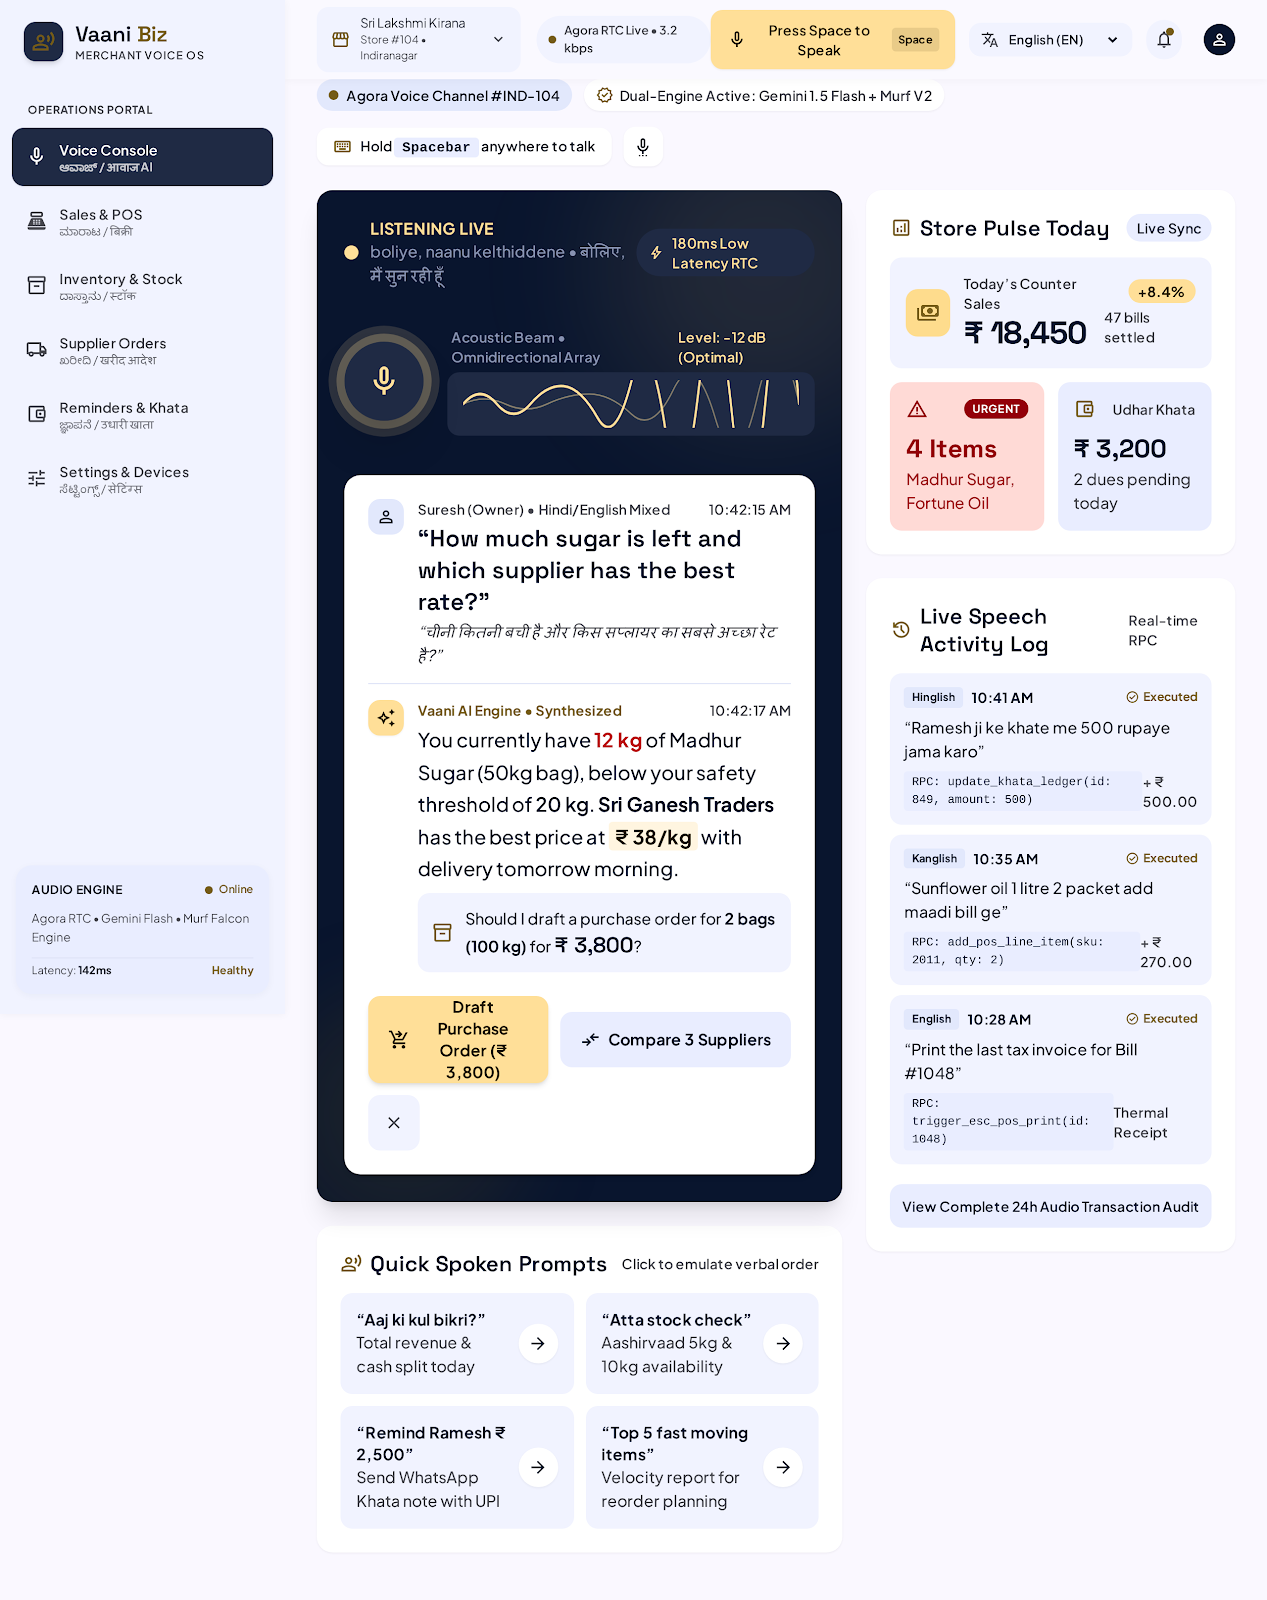 Vaani Biz
MERCHANT VOICE OS
Sri Lakshmi Kirana
Store #104 •
Indiranagar
Agora RTC Live • 3.2
kbps
Press Space to
Speak
Space
English (EN)
OPERATIONS PORTAL
Voice Console
ಆವಾಜ್ / आवाज AI
Sales & POS
ಮಾರಾಟ / बिक्री
Inventory & Stock
ದಾಸ್ತಾನು / स्टॉक
Supplier Orders
ಖರೀದಿ / खरीद आदेश
Reminders & Khata
ಜ್ಞಾಪನೆ / उधारी खाता
Settings & Devices
ಸೆಟ್ಟಿಂಗ್ಸ್ / सेटिंग्स
AUDIO ENGINE
Online
Agora RTC • Gemini Flash • Murf Falcon
Engine
Latency: 142ms
Healthy
Agora Voice Channel #IND-104
Dual-Engine Active: Gemini 1.5 Flash + Murf V2
Hold Spacebar anywhere to talk
LISTENING LIVE
boliye, naanu kelthiddene • बोलिए,
मैं सुन रही हूँ
180ms Low
Latency RTC
Acoustic Beam •
Omnidirectional Array
Level: -12 dB
(Optimal)
Suresh (Owner) • Hindi/English Mixed
10:42:15 AM
“How much sugar is left and
which supplier has the best
rate?”
“चीनी कितनी बची है और किस सप्लायर का सबसे अच्छा रेट
है?”
Vaani AI Engine • Synthesized
10:42:17 AM
You currently have 12 kg of Madhur
Sugar (50kg bag), below your safety
threshold of 20 kg. Sri Ganesh Traders
has the best price at ₹ 38/kg with
delivery tomorrow morning.
Should I draft a purchase order for 2 bags
(100 kg) for ₹ 3,800?
Draft
Purchase
Order (₹
3,800)
Compare 3 Suppliers
Quick Spoken Prompts
Click to emulate verbal order
“Aaj ki kul bikri?”
Total revenue &
cash split today
“Atta stock check”
Aashirvaad 5kg &
10kg availability
“Remind Ramesh ₹
2,500”
Send WhatsApp
Khata note with UPI
“Top 5 fast moving
items”
Velocity report for
reorder planning
Store Pulse Today
Live Sync
Today’s Counter
Sales
₹ 18,450
+8.4%
47 bills
settled
URGENT
4 Items
Madhur Sugar,
Fortune Oil
Udhar Khata
₹ 3,200
2 dues pending
today
Live Speech
Activity Log
Real-time
RPC
Hinglish 10:41 AM
Executed
“Ramesh ji ke khate me 500 rupaye
jama karo”
RPC: update_khata_ledger(id:
849, amount: 500)
+ ₹
500.00
Kanglish 10:35 AM
Executed
“Sunflower oil 1 litre 2 packet add
maadi bill ge”
RPC: add_pos_line_item(sku:
2011, qty: 2)
+ ₹
270.00
English 10:28 AM
Executed
“Print the last tax invoice for Bill
#1048”
RPC:
trigger_esc_pos_print(id:
1048)
Thermal
Receipt
View Complete 24h Audio Transaction Audit